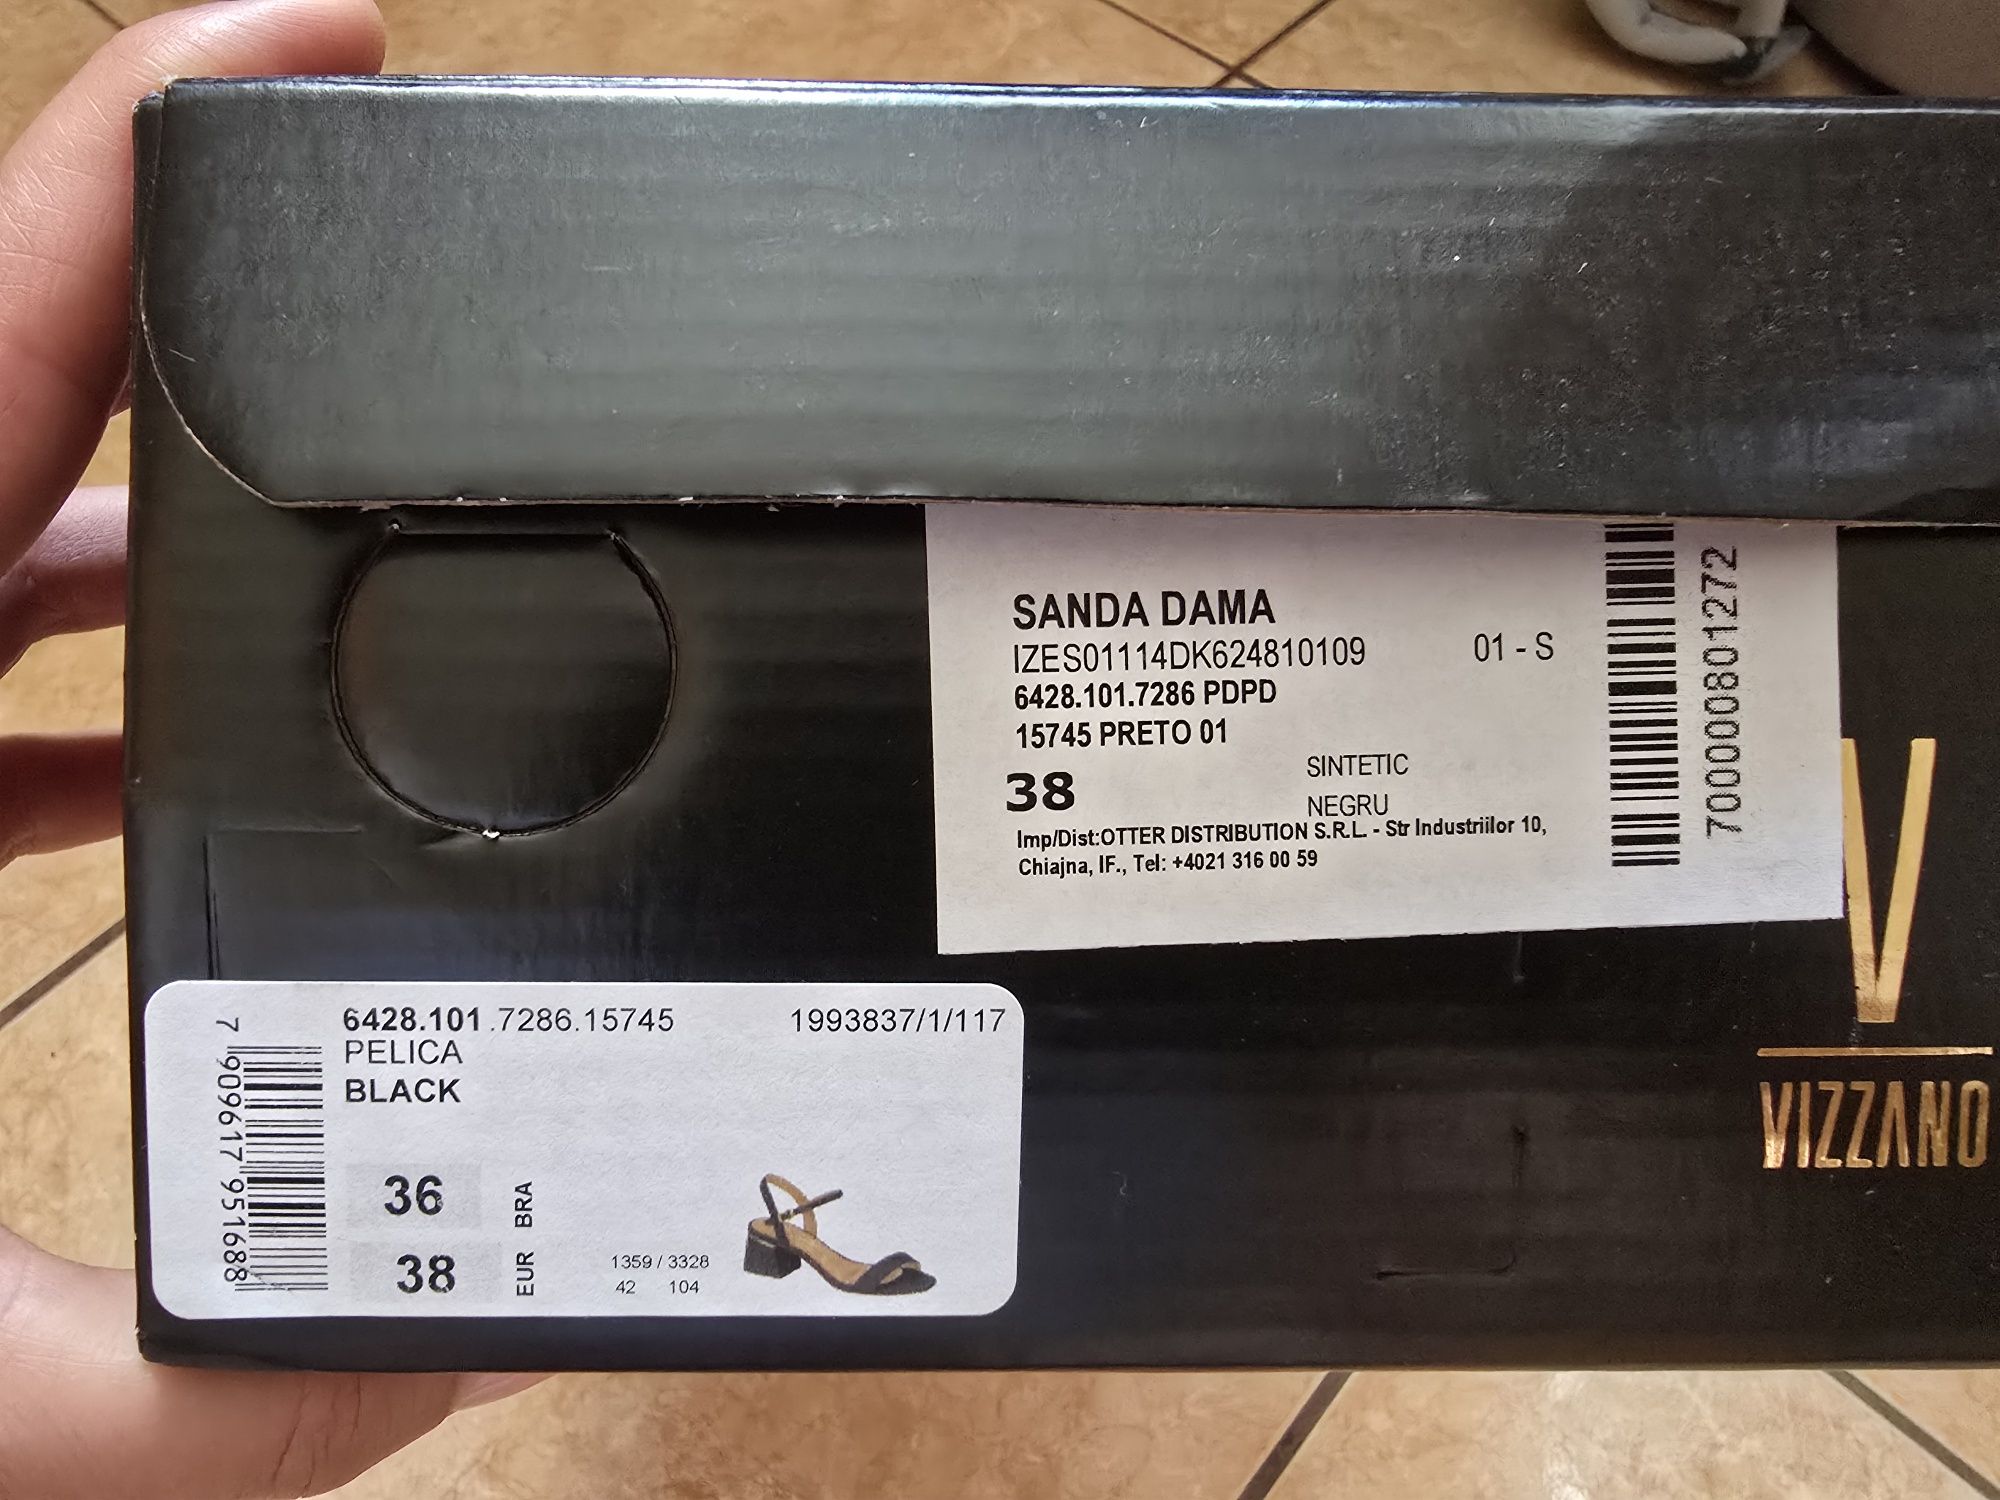 SANDA DAMA
IZES01114DK624810109 01 - S
6428.101.7286 PDPD
15745 PRETO 01
38
SINTETIC
NEGRU
Imp/Dist:OTTER DISTRIBUTION S.R.L. - Str Industriilor 10,
Chiajna, IF., Tel: +4021 316 00 59
7000000801272
V
VIZZANO
6428.101.7286.15745 1993837/1/117
PELICA
BLACK
36 BRA
38 EUR
1359 / 3328
42 104
7 909617 951688